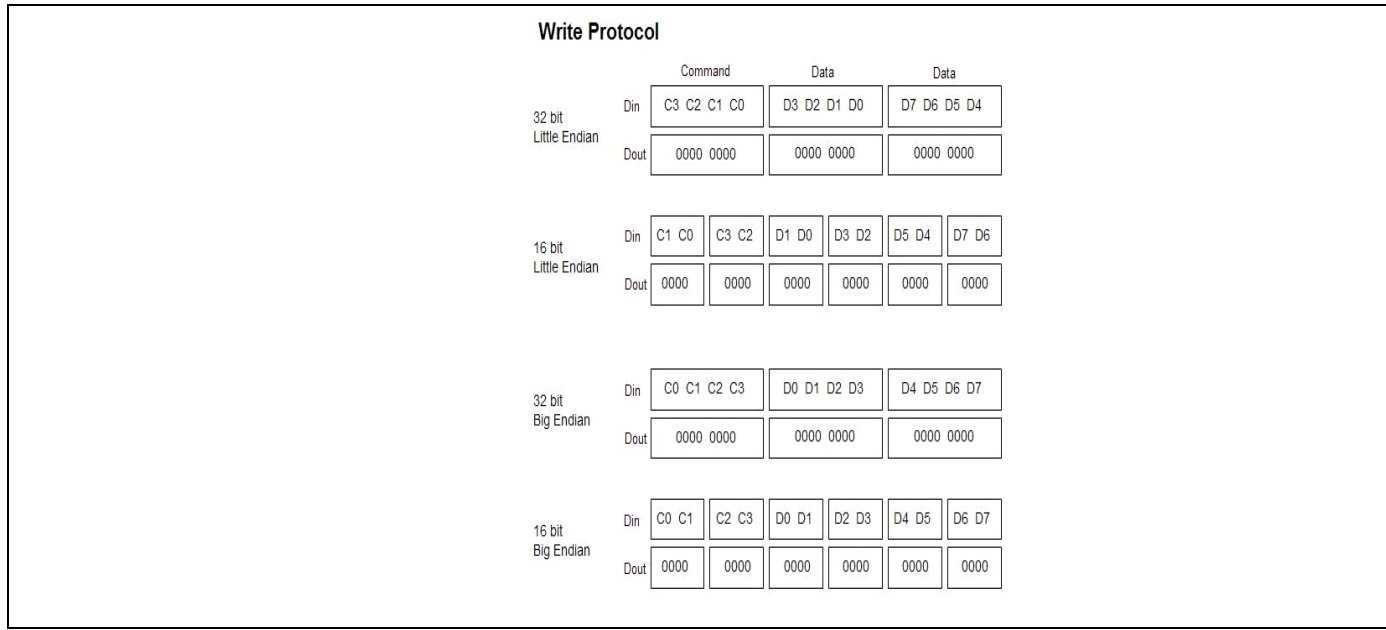 Write Protocol
Command Data Data
32 bit
Little Endian
Din C3 C2 C1 C0 D3 D2 D1 D0 D7 D6 D5 D4
Dout 0000 0000 0000 0000 0000 0000
16 bit
Little Endian
Din C1 C0 C3 C2 D1 D0 D3 D2 D5 D4 D7 D6
Dout 0000 0000 0000 0000 0000 0000
32 bit
Big Endian
Din C0 C1 C2 C3 D0 D1 D2 D3 D4 D5 D6 D7
Dout 0000 0000 0000 0000 0000 0000
16 bit
Big Endian
Din C0 C1 C2 C3 D0 D1 D2 D3 D4 D5 D6 D7
Dout 0000 0000 0000 0000 0000 0000